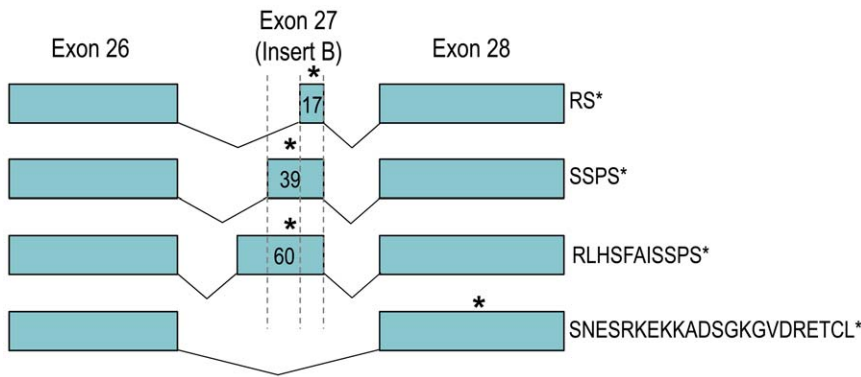 Exon 26
Exon 27
(Insert B)
Exon 28
*
17
RS*
*
39
SSPS*
*
60
RLHSFAISSPS*
*
SNESRKEKKADSGKGVDRETCL*